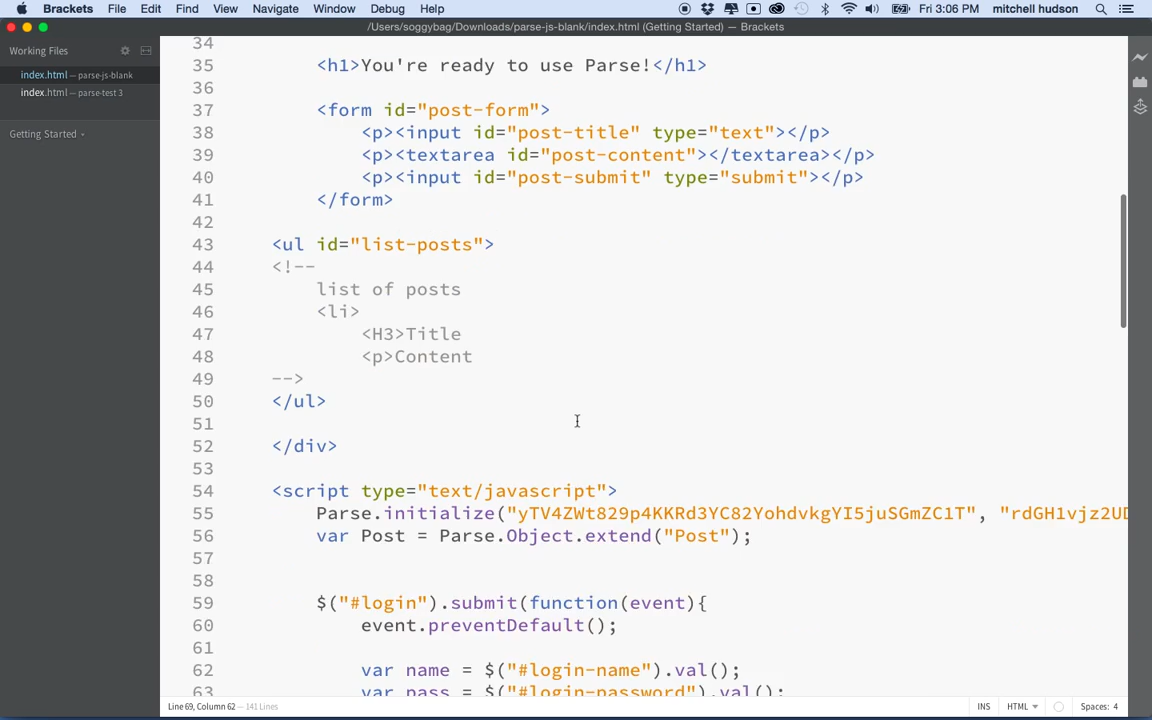 Brackets File Edit Find View Navigate Window Debug Help Fri 3:06 PM mitchell hudson
/Users/soggybag/Downloads/parse-js-blank/index.html (Getting Started) — Brackets
Working Files
index.html — parse-js-blank
index.html — parse-test 3
Getting Started
34
35 <h1>You're ready to use Parse!</h1>
36
37 <form id="post-form">
38 <p><input id="post-title" type="text"></p>
39 <p><textarea id="post-content"></textarea></p>
40 <p><input id="post-submit" type="submit"></p>
41 </form>
42
43 <ul id="list-posts">
44 <!--
45 list of posts
46 <li>
47 <H3>Title
48 <p>Content
49 -->
50 </ul>
51
52 </div>
53
54 <script type="text/javascript">
55 Parse.initialize("yTV4ZWt829p4KKRd3YC82YohdvkgYI5juSGmZC1T", "rdGH1vjz2UD
56 var Post = Parse.Object.extend("Post");
57
58
59 $("#login").submit(function(event){
60 event.preventDefault();
61
62 var name = $("#login-name").val();
63 var pass = $("#login-password").val();
Line 69, Column 62 — 141 Lines INS HTML Spaces: 4